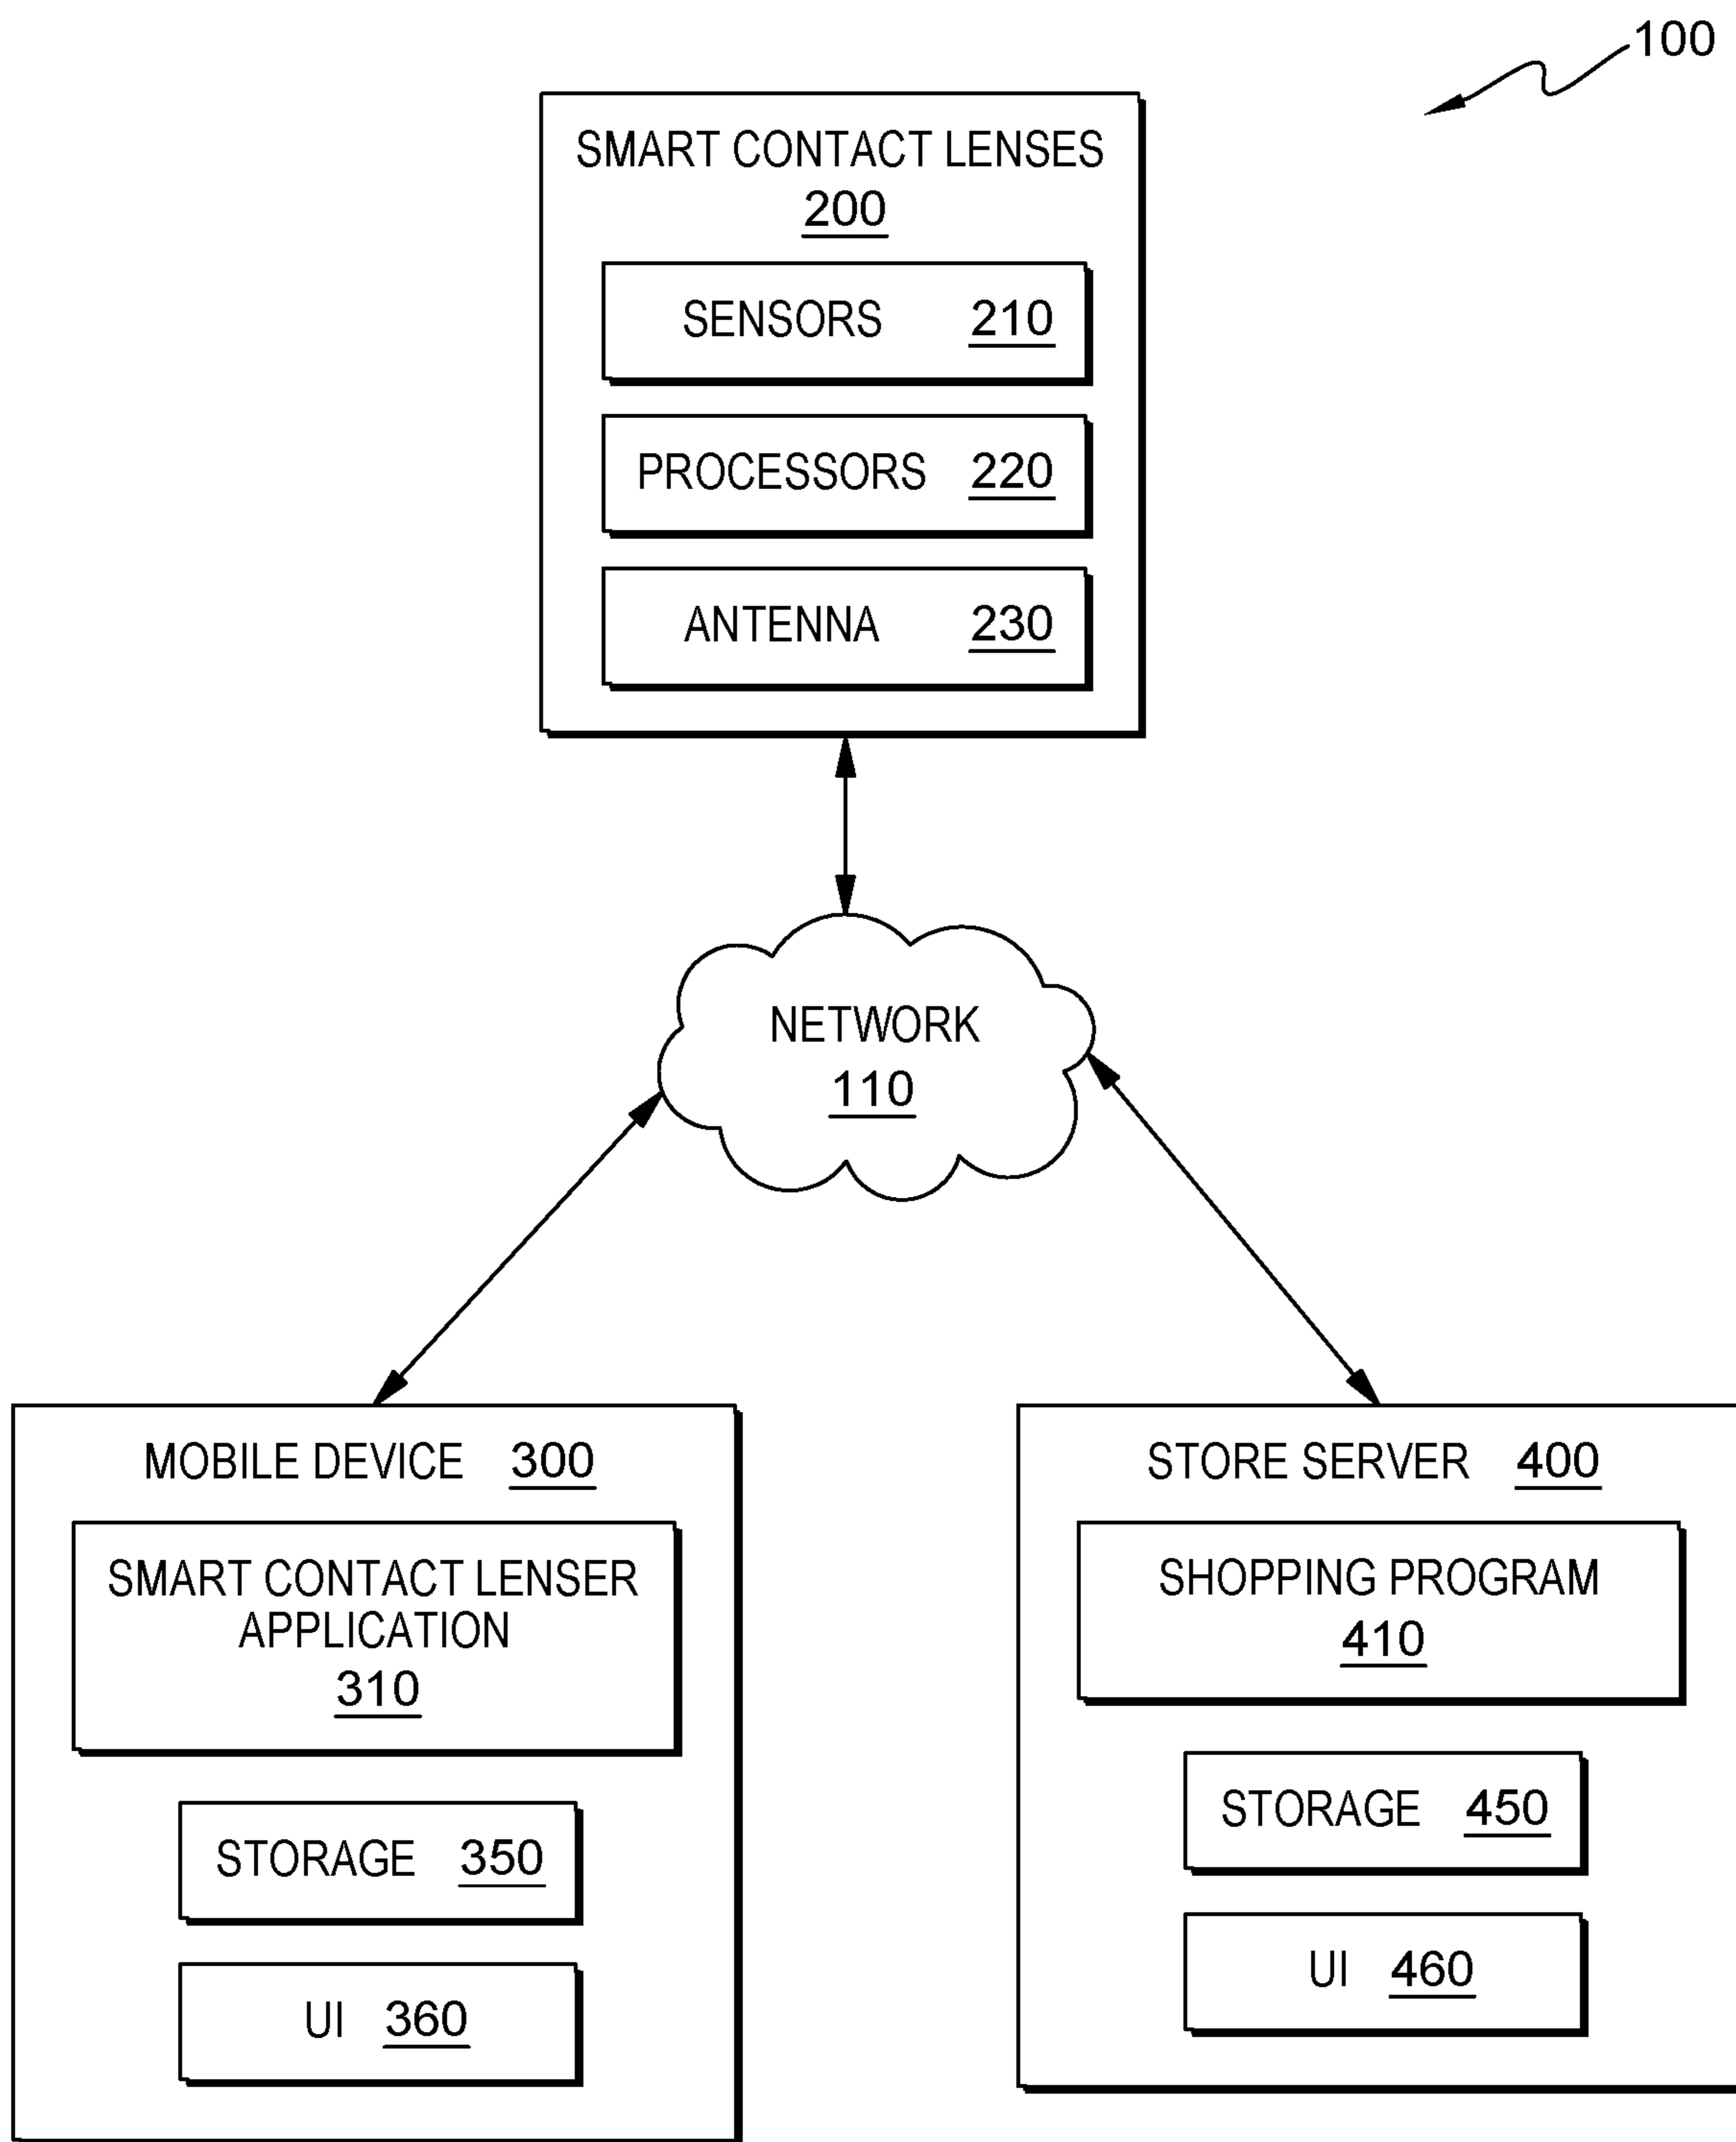 100
SMART CONTACT LENSES
200
SENSORS 210
PROCESSORS 220
ANTENNA 230
NETWORK
110
MOBILE DEVICE 300
SMART CONTACT LENSER
APPLICATION
310
STORAGE 350
UI 360
STORE SERVER 400
SHOPPING PROGRAM
410
STORAGE 450
UI 460